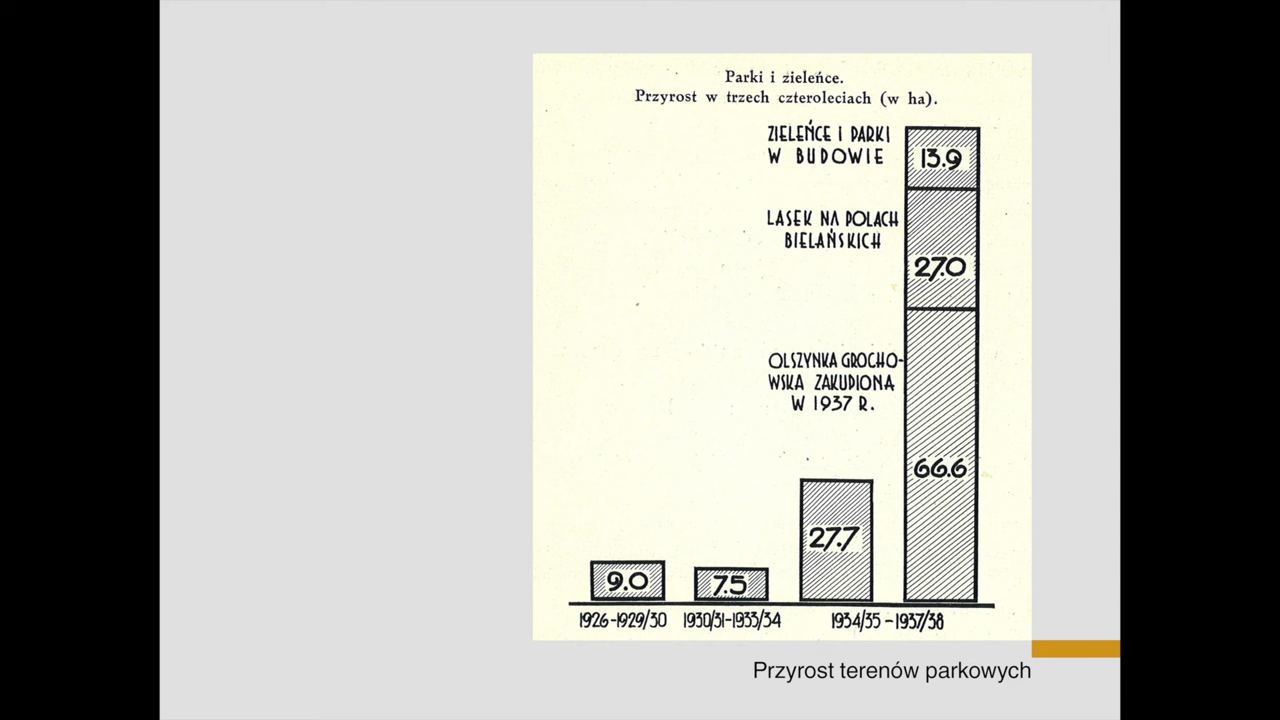 Parki i zieleńce.
Przyrost w trzech czteroleciach (w ha).
ZIELEŃCE I PARKI
W BUDOWIE
13.9
LASEK NA POLACH
BIELAŃSKICH
27.0
OLSZYNKA GROCHO-
WSKA ZAKUPIONA
W 1937 R.
66.6
27.7
9.0
7.5
1926-1929/30
1930/31-1933/34
1934/35-1937/38
Przyrost terenów parkowych